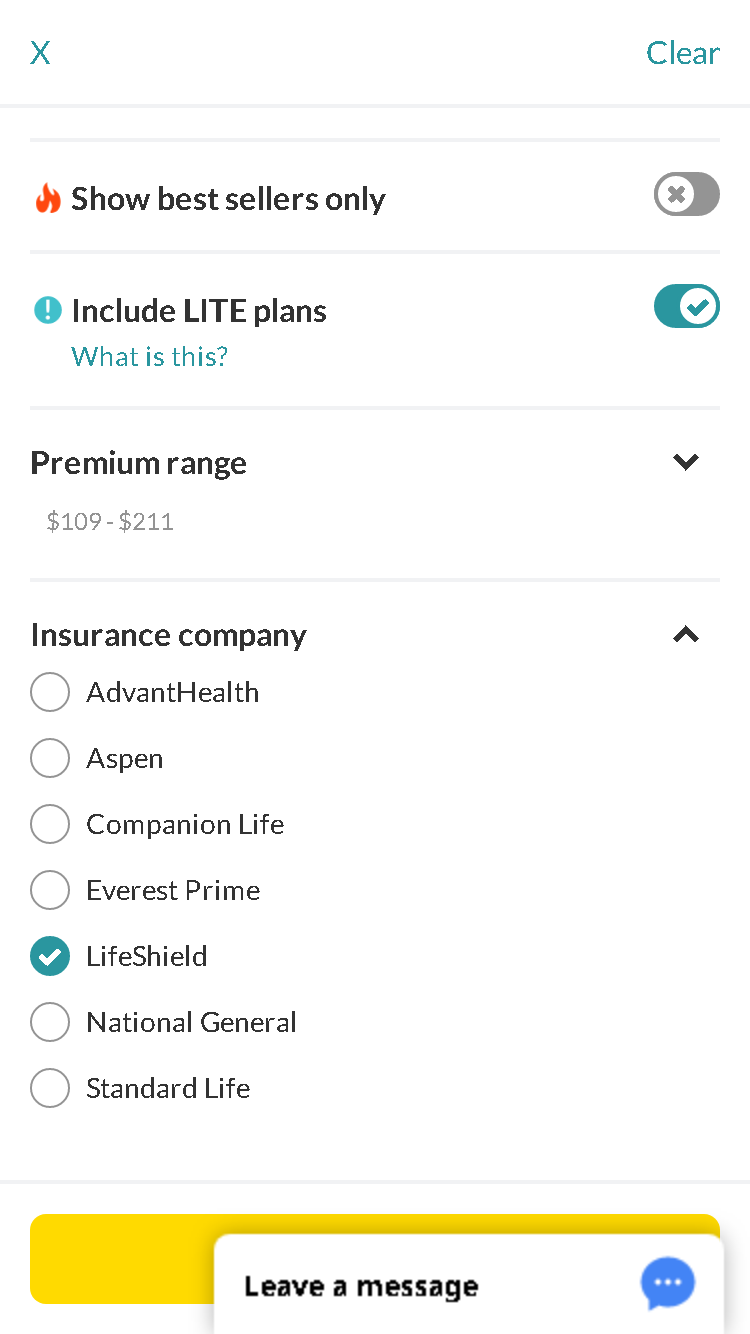 X
Clear
Show best sellers only
Include LITE plans
What is this?
Premium range
$109 - $211
Insurance company
AdvantHealth
Aspen
Companion Life
Everest Prime
LifeShield
National General
Standard Life
Leave a message